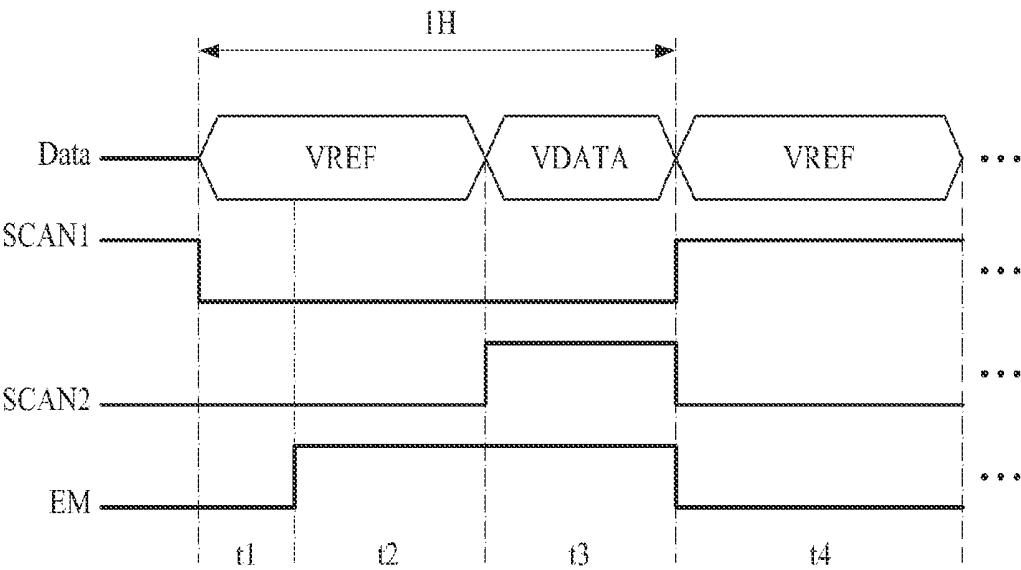 1H
Data VREF VDATA VREF ...
SCAN1 ...
SCAN2 ...
EM ...
t1 t2 t3 t4